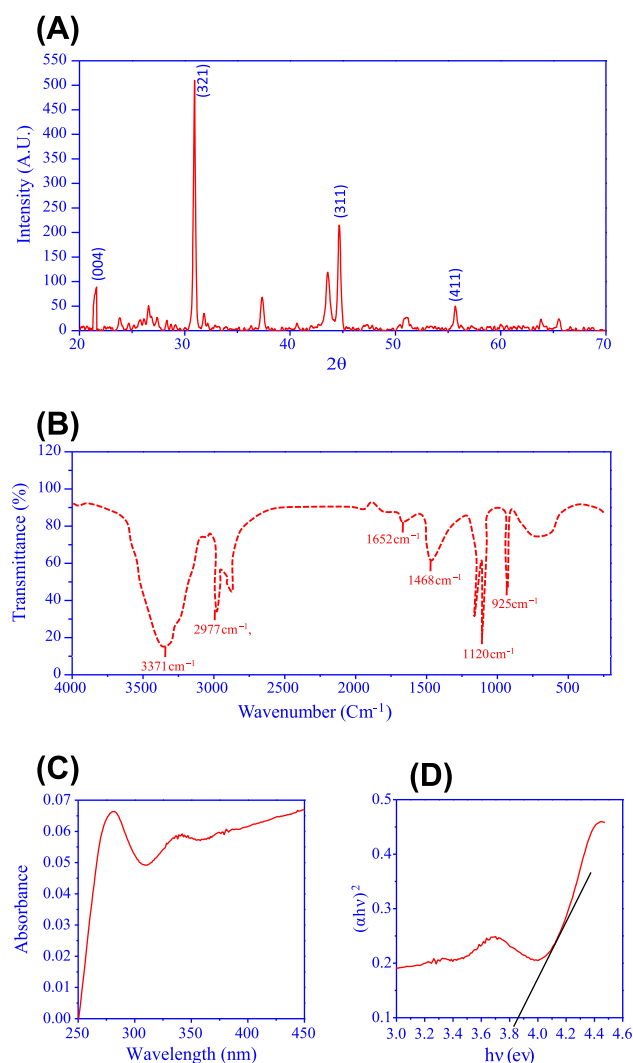 (A)
Intensity (A.U.)
550
500
450
400
350
300
250
200
150
100
50
0
(004)
(321)
(311)
(411)
20 30 40 50 60 70
2θ
(B)
Transmittance (%)
120
100
80
60
40
20
0
3371cm⁻¹
2977cm⁻¹,
1652cm⁻¹
1468cm⁻¹
1120cm⁻¹
925cm⁻¹
4000 3500 3000 2500 2000 1500 1000 500
Wavenumber (Cm⁻¹)
(C)
Absorbance
0.07
0.06
0.05
0.04
0.03
0.02
0.01
0.00
250 300 350 400 450
Wavelength (nm)
(D)
(αhν)²
0.5
0.4
0.3
0.2
0.1
3.0 3.2 3.4 3.6 3.8 4.0 4.2 4.4 4.6
hν (ev)